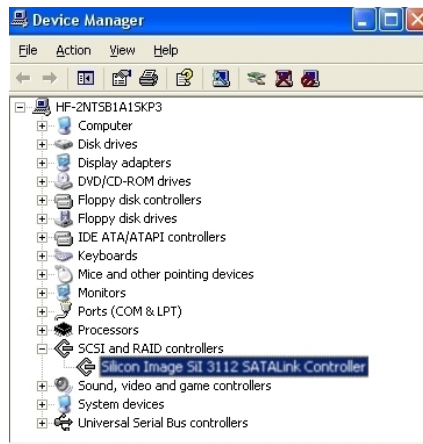 Device Manager
File Action View Help
HF-2NTSB1A1SKP3
Computer
Disk drives
Display adapters
DVD/CD-ROM drives
Floppy disk controllers
Floppy disk drives
IDE ATA/ATAPI controllers
Keyboards
Mice and other pointing devices
Monitors
Ports (COM & LPT)
Processors
SCSI and RAID controllers
Silicon Image SiI 3112 SATALink Controller
Sound, video and game controllers
System devices
Universal Serial Bus controllers